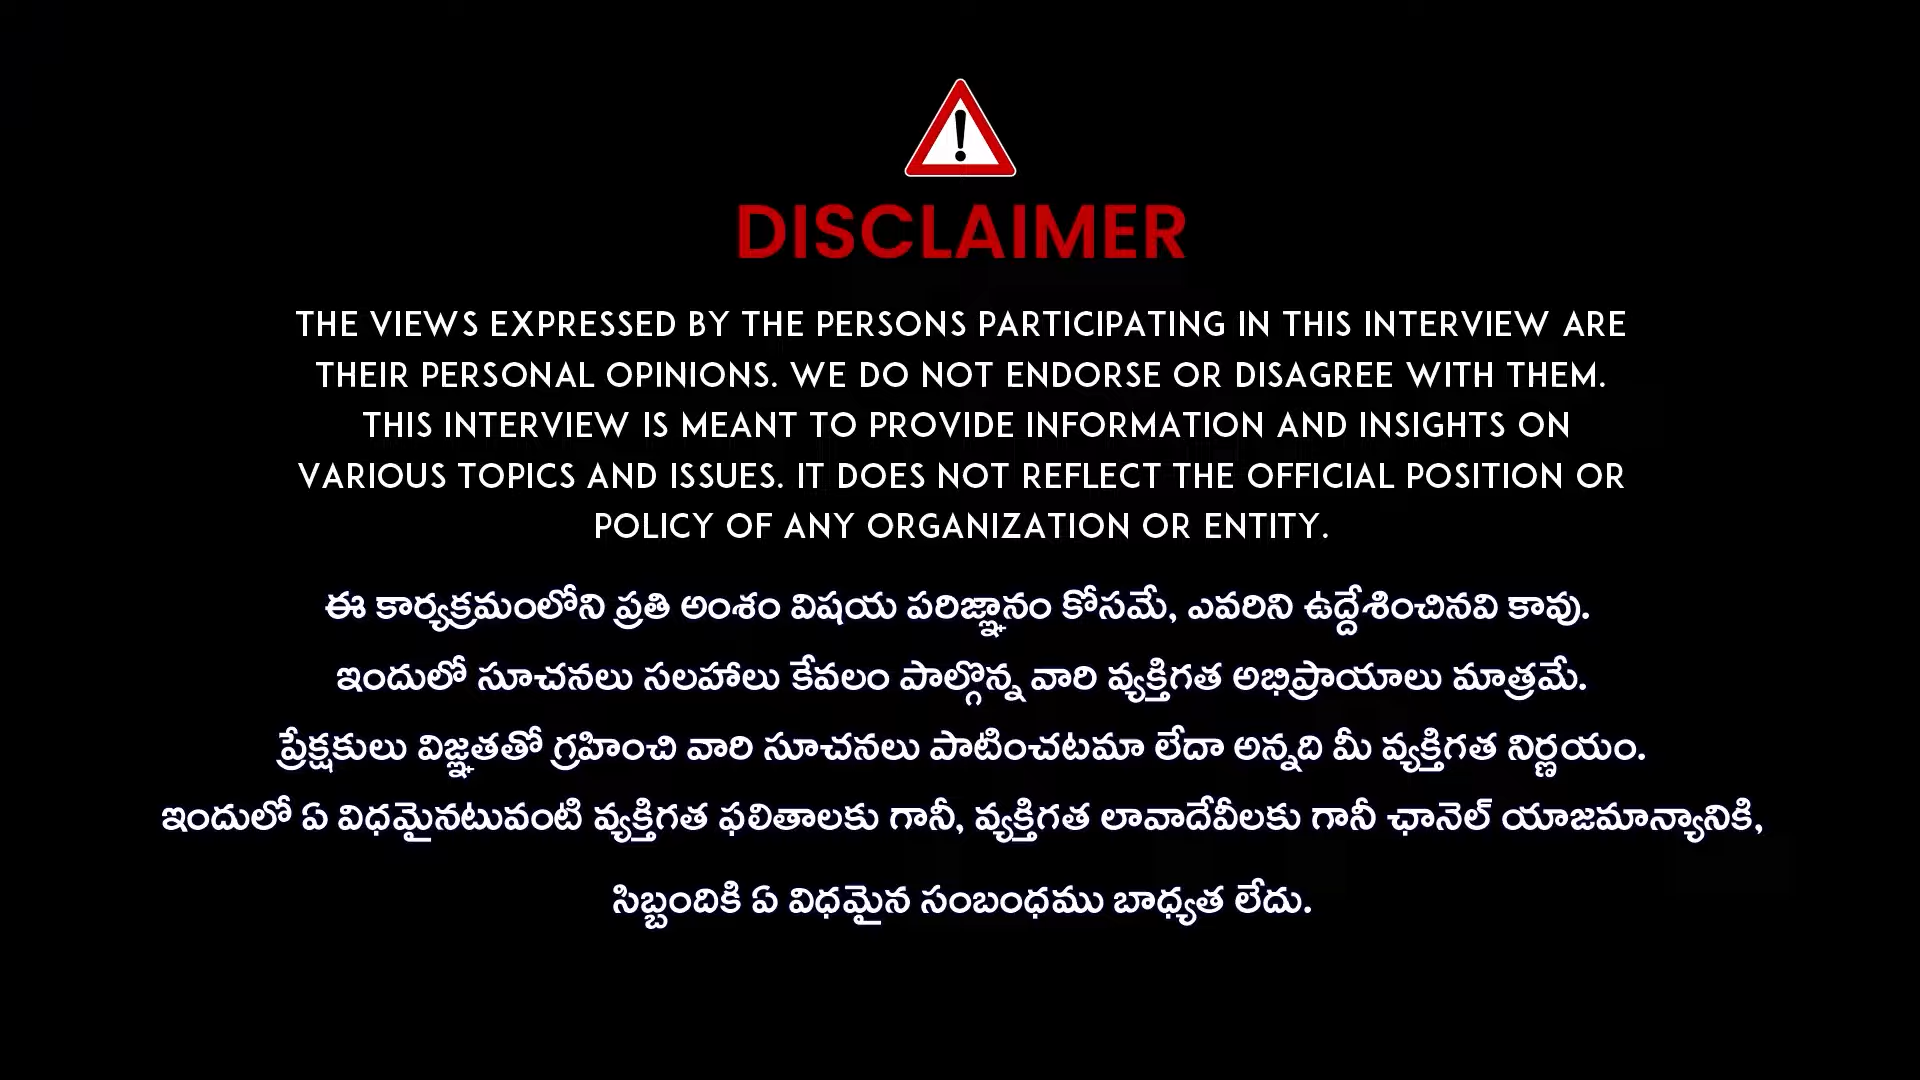 DISCLAIMER
THE VIEWS EXPRESSED BY THE PERSONS PARTICIPATING IN THIS INTERVIEW ARE
THEIR PERSONAL OPINIONS. WE DO NOT ENDORSE OR DISAGREE WITH THEM.
THIS INTERVIEW IS MEANT TO PROVIDE INFORMATION AND INSIGHTS ON
VARIOUS TOPICS AND ISSUES. IT DOES NOT REFLECT THE OFFICIAL POSITION OR
POLICY OF ANY ORGANIZATION OR ENTITY.
ఈ కార్యక్రమంలోని ప్రతి అంశం విషయ పరిజ్ఞానం కోసమే, ఎవరిని ఉద్దేశించినవి కావు.
ఇందులో సూచనలు సలహాలు కేవలం పాల్గొన్న వారి వ్యక్తిగత అభిప్రాయాలు మాత్రమే.
ప్రేక్షకులు విజ్ఞతతో గ్రహించి వారి సూచనలు పాటించటమా లేదా అన్నది మీ వ్యక్తిగత నిర్ణయం.
ఇందులో ఏ విధమైనటువంటి వ్యక్తిగత ఫలితాలకు గానీ, వ్యక్తిగత లావాదేవీలకు గానీ ఛానెల్ యాజమాన్యానికి,
సిబ్బందికి ఏ విధమైన సంబంధము బాధ్యత లేదు.